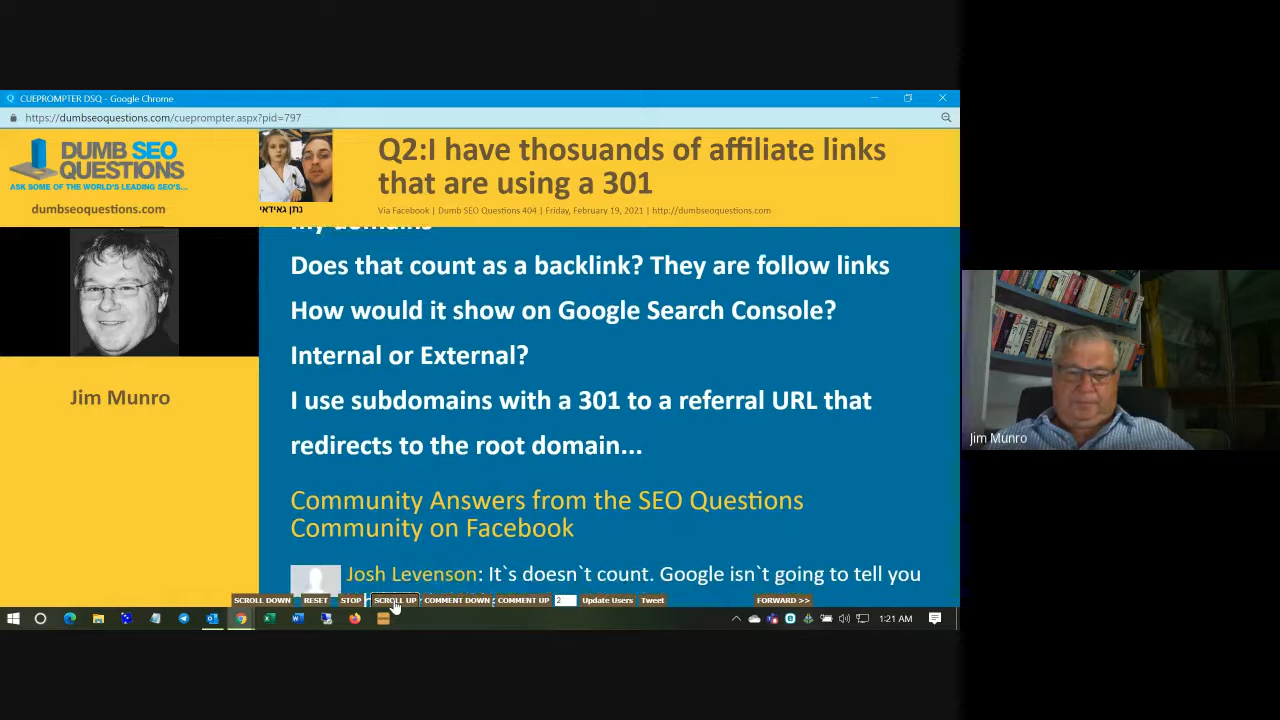 CUEPROMPTER DSQ - Google Chrome
https://dumbseoquestions.com/cueprompter.aspx?pid=797
DUMB SEO
QUESTIONS
ASK SOME OF THE WORLD'S LEADING SEO'S...
dumbseoquestions.com
נתן גאידאי
Q2:I have thosuands of affiliate links
that are using a 301
Via Facebook | Dumb SEO Questions 404 | Friday, February 19, 2021 | http://dumbseoquestions.com
my domains
Does that count as a backlink? They are follow links
How would it show on Google Search Console?
Internal or External?
I use subdomains with a 301 to a referral URL that
redirects to the root domain...
Jim Munro
Community Answers from the SEO Questions
Community on Facebook
Josh Levenson: It`s doesn`t count. Google isn`t going to tell you
SCROLL DOWN RESET STOP SCROLL UP COMMENT DOWN COMMENT UP 2 Update Users Tweet FORWARD >>
1:21 AM
Jim Munro